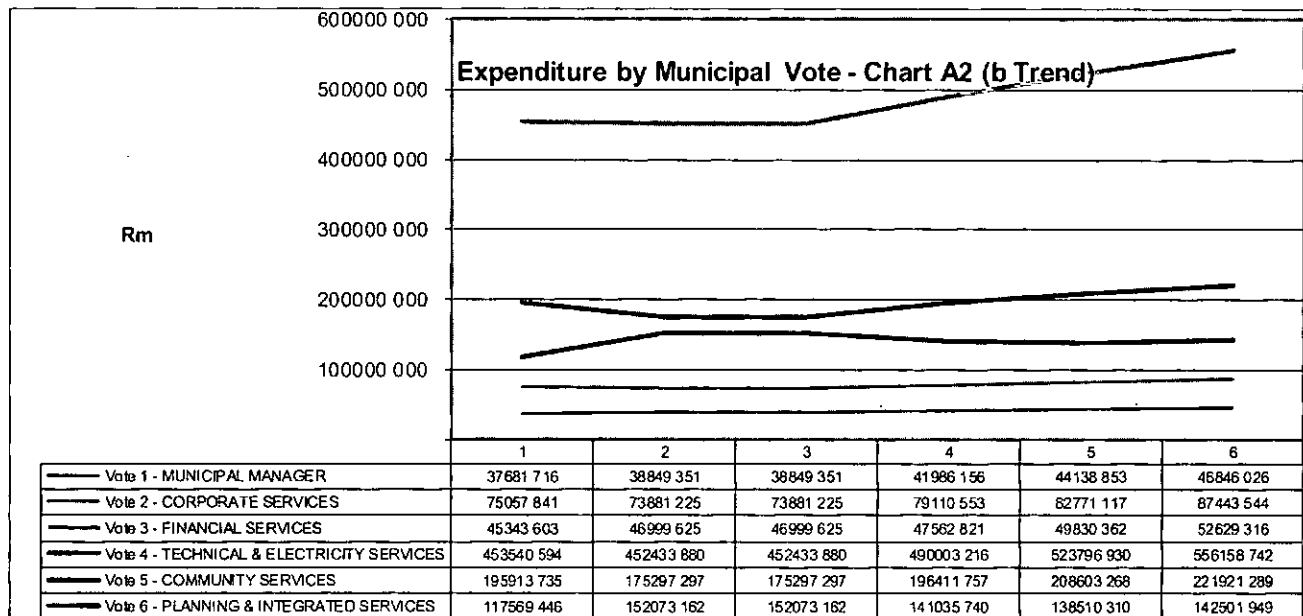 600000 000
Expenditure by Municipal Vote - Chart A2 (b Trend)
500000 000
400000 000
300000 000
Rm
200000 000
100000 000
1 2 3 4 5 6
Vote 1 - MUNICIPAL MANAGER 37681 716 38849 351 38849 351 41986 156 44138 853 46846 026
Vote 2 - CORPORATE SERVICES 75057 841 73881 225 73881 225 79110 553 82771 117 87443 544
Vote 3 - FINANCIAL SERVICES 45343 603 46999 625 46999 625 47562 821 49830 362 52629 316
Vote 4 - TECHNICAL & ELECTRICITY SERVICES 453540 594 452433 880 452433 880 490003 216 523796 930 556158 742
Vote 5 - COMMUNITY SERVICES 195913 735 175297 297 175297 297 196411 757 208603 268 221921 289
Vote 6 - PLANNING & INTEGRATED SERVICES 117569 446 152073 162 152073 162 141035 740 138510 310 142501 949